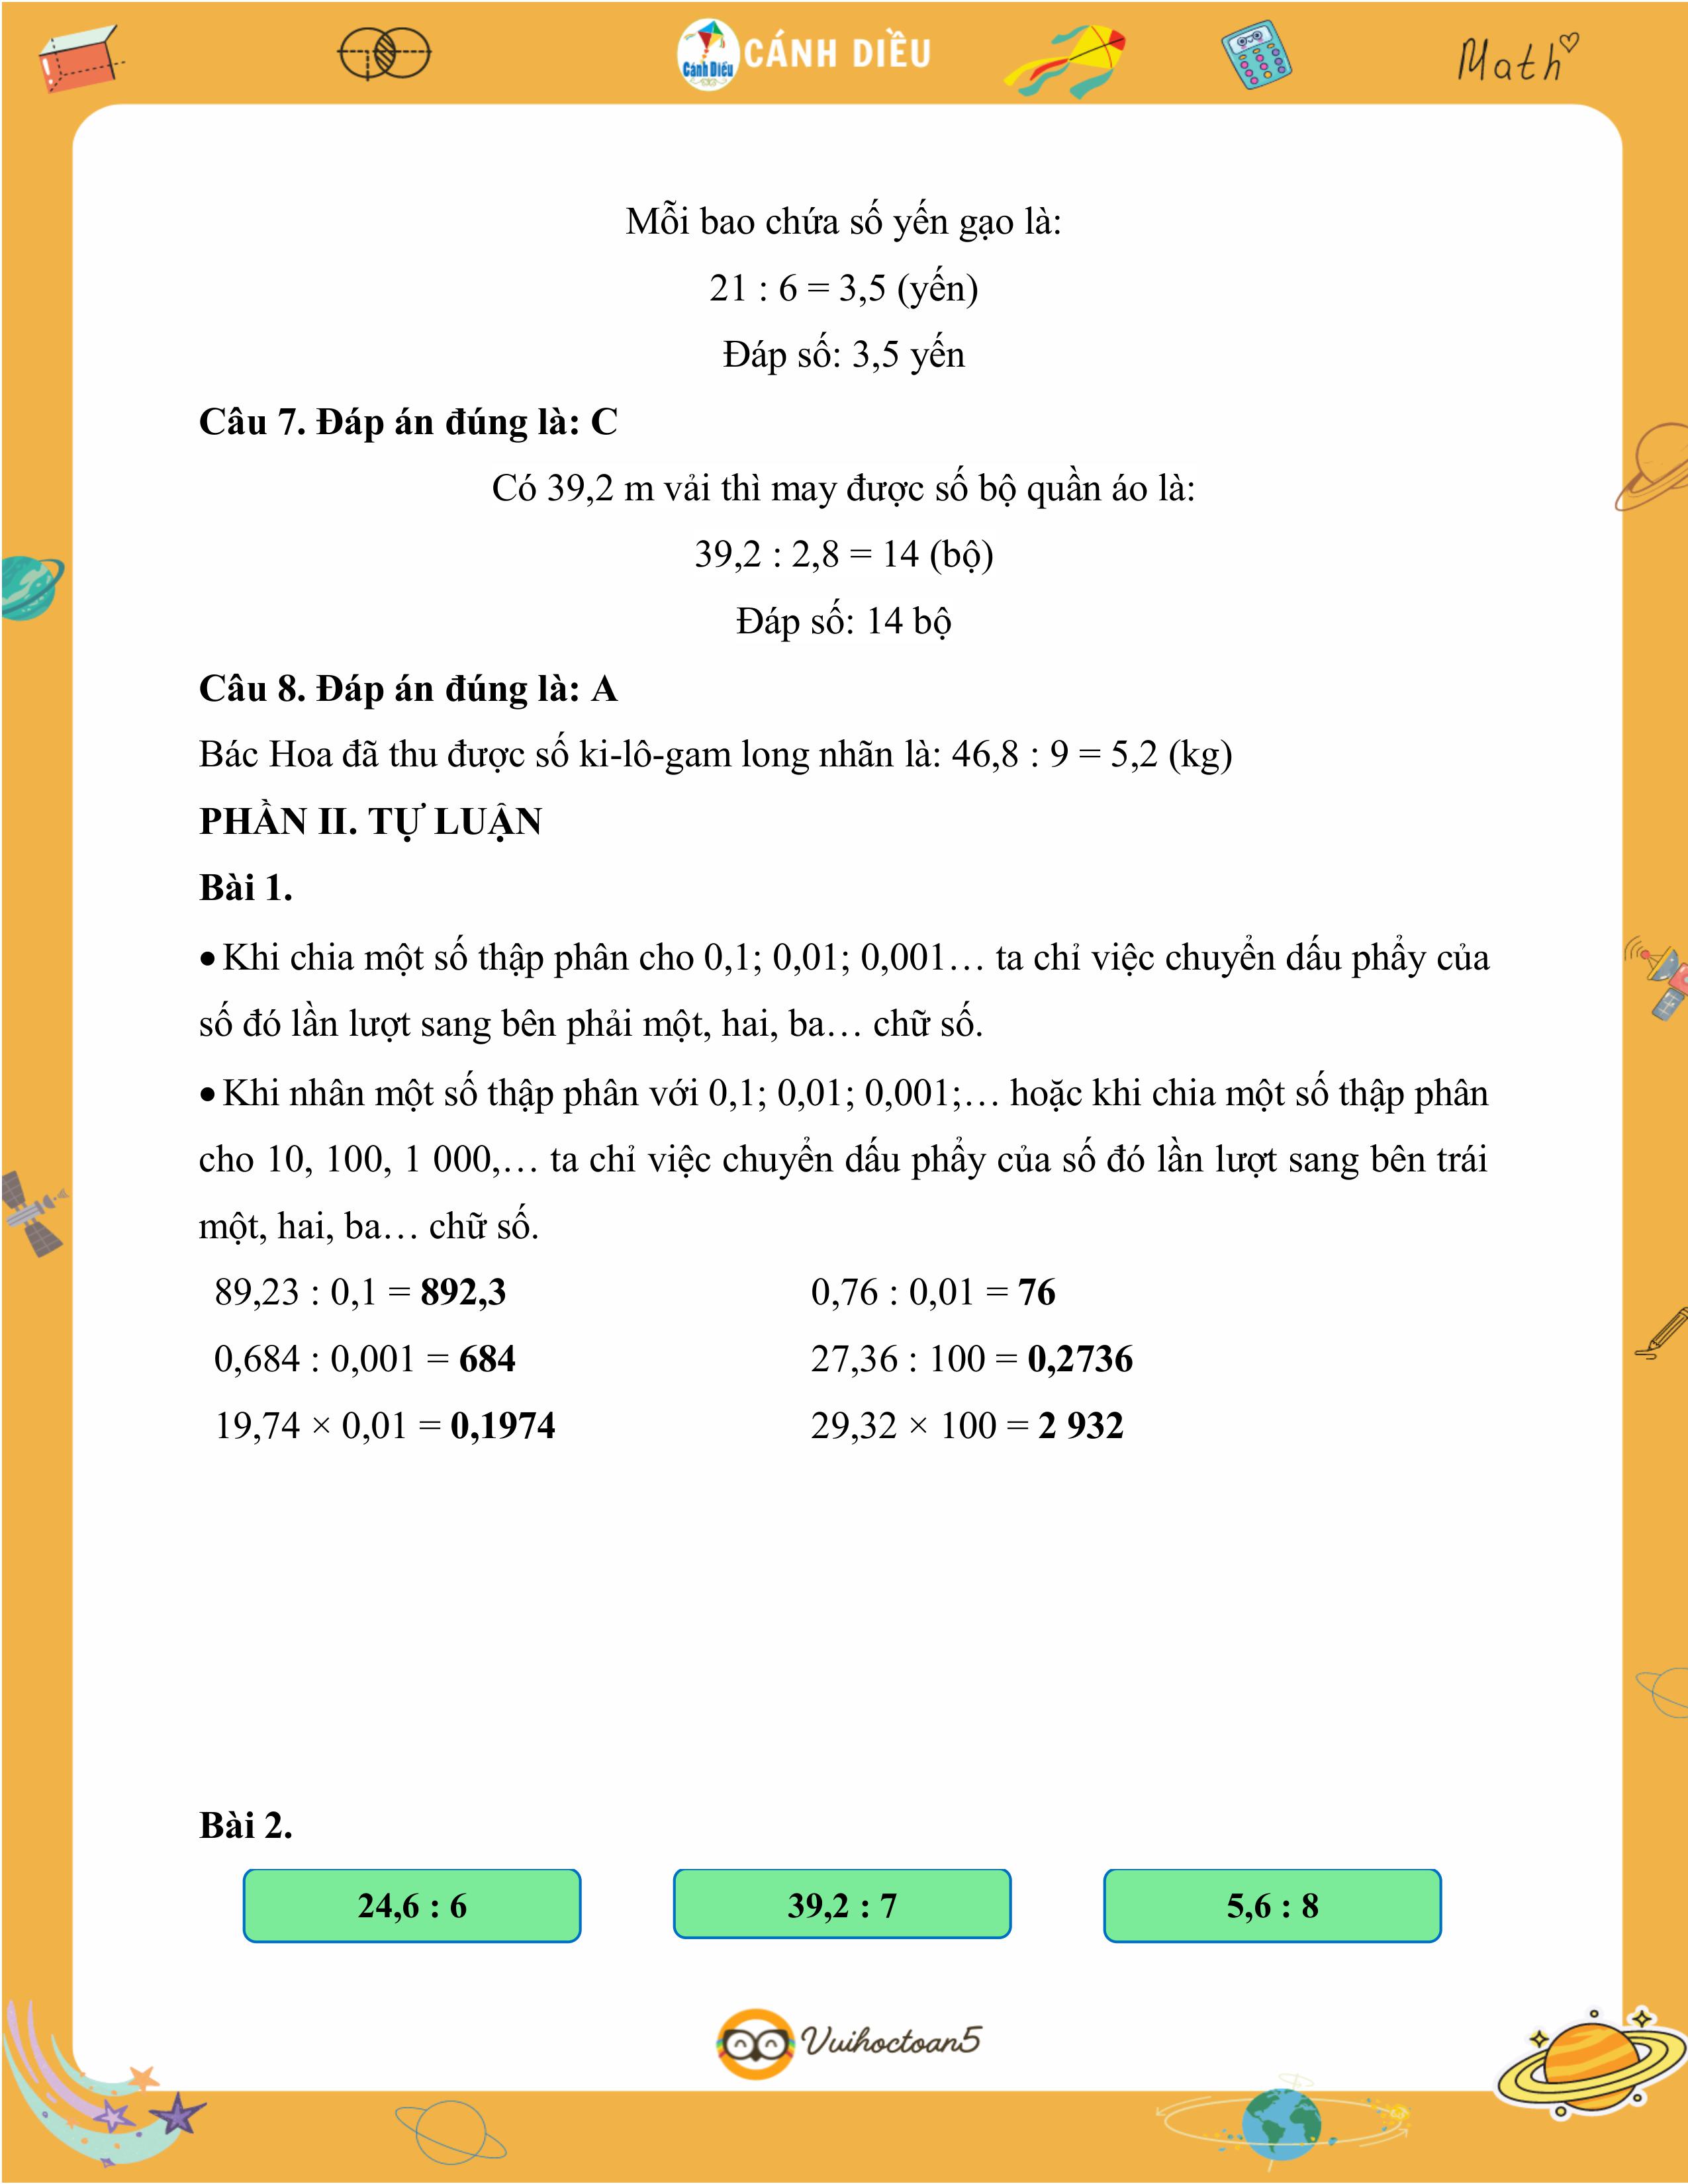 Cánh Diều
CÁNH DIỀU
Math
Mỗi bao chứa số yến gạo là:
21 : 6 = 3,5 (yến)
Đáp số: 3,5 yến
Câu 7. Đáp án đúng là: C
Có 39,2 m vải thì may được số bộ quần áo là:
39,2 : 2,8 = 14 (bộ)
Đáp số: 14 bộ
Câu 8. Đáp án đúng là: A
Bác Hoa đã thu được số ki-lô-gam long nhãn là: 46,8 : 9 = 5,2 (kg)
PHẦN II. TỰ LUẬN
Bài 1.
• Khi chia một số thập phân cho 0,1; 0,01; 0,001… ta chỉ việc chuyển dấu phẩy của
số đó lần lượt sang bên phải một, hai, ba… chữ số.
• Khi nhân một số thập phân với 0,1; 0,01; 0,001;… hoặc khi chia một số thập phân
cho 10, 100, 1 000,… ta chỉ việc chuyển dấu phẩy của số đó lần lượt sang bên trái
một, hai, ba… chữ số.
89,23 : 0,1 = 892,3 0,76 : 0,01 = 76
0,684 : 0,001 = 684 27,36 : 100 = 0,2736
19,74 × 0,01 = 0,1974 29,32 × 100 = 2 932
Bài 2.
24,6 : 6 39,2 : 7 5,6 : 8
Vuihoctoan5